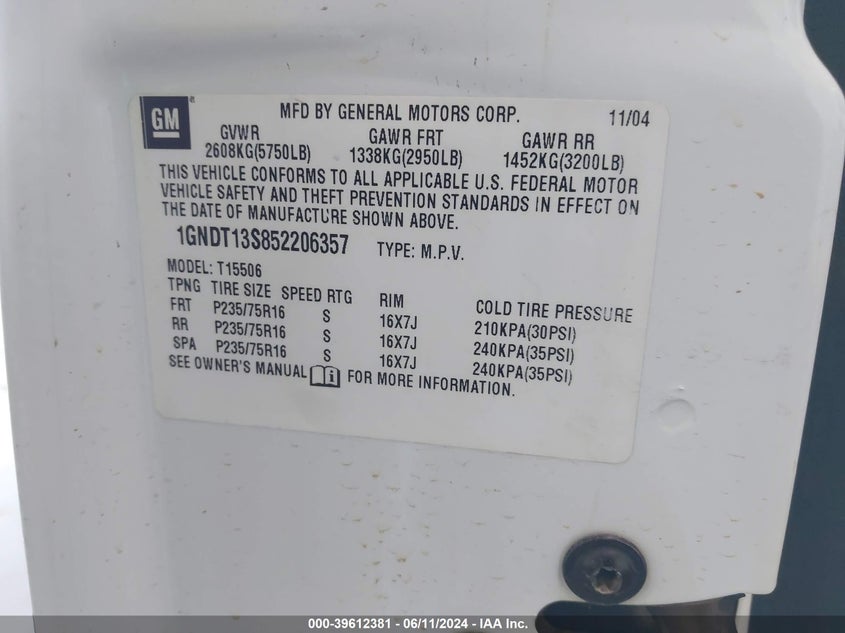 GM
MFD BY GENERAL MOTORS CORP. 11/04
GVWR GAWR FRT GAWR RR
2608KG(5750LB) 1338KG(2950LB) 1452KG(3200LB)
THIS VEHICLE CONFORMS TO ALL APPLICABLE U.S. FEDERAL MOTOR
VEHICLE SAFETY AND THEFT PREVENTION STANDARDS IN EFFECT ON
THE DATE OF MANUFACTURE SHOWN ABOVE.
1GNDT13S852206357 TYPE: M.P.V.
MODEL: T15506
TPNG TIRE SIZE SPEED RTG RIM COLD TIRE PRESSURE
FRT P235/75R16 S 16X7J 210KPA(30PSI)
RR P235/75R16 S 16X7J 240KPA(35PSI)
SPA P235/75R16 S 16X7J 240KPA(35PSI)
SEE OWNER'S MANUAL i FOR MORE INFORMATION.
000-39612381 - 06/11/2024 - IAA Inc.